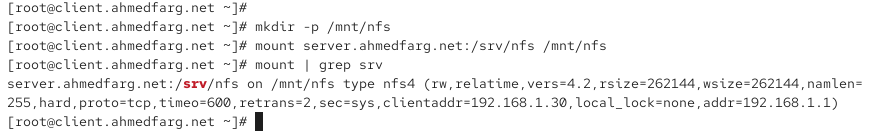 [root@client.ahmedfarg.net ~]#
[root@client.ahmedfarg.net ~]# mkdir -p /mnt/nfs
[root@client.ahmedfarg.net ~]# mount server.ahmedfarg.net:/srv/nfs /mnt/nfs
[root@client.ahmedfarg.net ~]# mount | grep srv
server.ahmedfarg.net:/srv/nfs on /mnt/nfs type nfs4 (rw,relatime,vers=4.2,rsize=262144,wsize=262144,namlen=
255,hard,proto=tcp,timeo=600,retrans=2,sec=sys,clientaddr=192.168.1.30,local_lock=none,addr=192.168.1.1)
[root@client.ahmedfarg.net ~]#